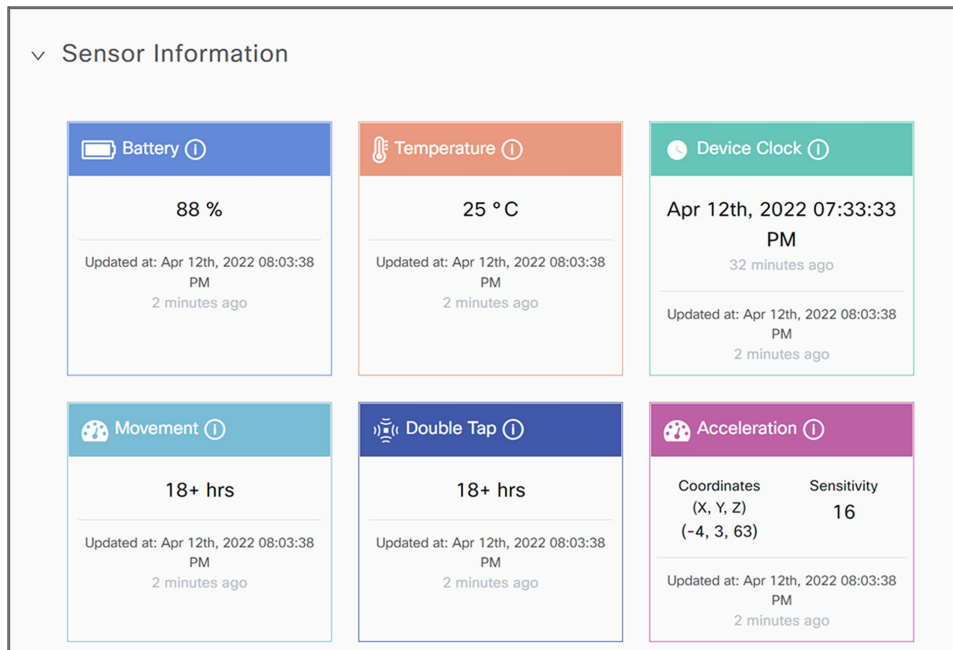 Sensor Information
Battery
88 %
Updated at: Apr 12th, 2022 08:03:38
PM
2 minutes ago
Temperature
25 °C
Updated at: Apr 12th, 2022 08:03:38
PM
2 minutes ago
Device Clock
Apr 12th, 2022 07:33:33
PM
32 minutes ago
Updated at: Apr 12th, 2022 08:03:38
PM
2 minutes ago
Movement
18+ hrs
Updated at: Apr 12th, 2022 08:03:38
PM
2 minutes ago
Double Tap
18+ hrs
Updated at: Apr 12th, 2022 08:03:38
PM
2 minutes ago
Acceleration
Coordinates
(X, Y, Z)
(-4, 3, 63)
Sensitivity
16
Updated at: Apr 12th, 2022 08:03:38
PM
2 minutes ago